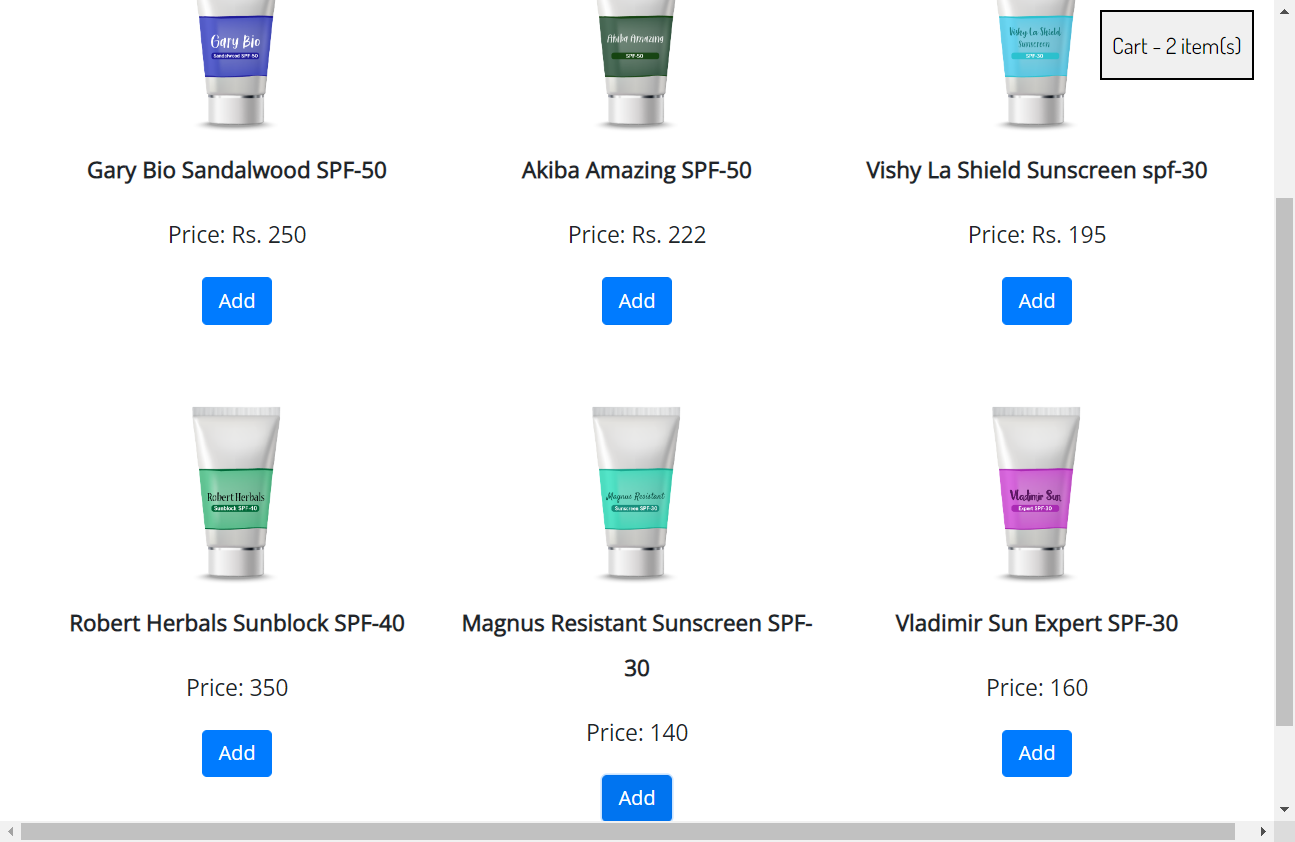 Gary Bio
Sandalwood SPF-50
Akiba Amazing
SPF-50
Vishy La Shield
Sunscreen
SPF-30
Cart - 2 item(s)
Gary Bio Sandalwood SPF-50
Akiba Amazing SPF-50
Vishy La Shield Sunscreen spf-30
Price: Rs. 250
Price: Rs. 222
Price: Rs. 195
Add
Add
Add
Robert Herbals
Sunblock SPF-40
Magnus Resistant
Sunscreen SPF-30
Vladimir Sun
Expert SPF-30
Robert Herbals Sunblock SPF-40
Magnus Resistant Sunscreen SPF-
30
Vladimir Sun Expert SPF-30
Price: 350
Price: 140
Price: 160
Add
Add
Add